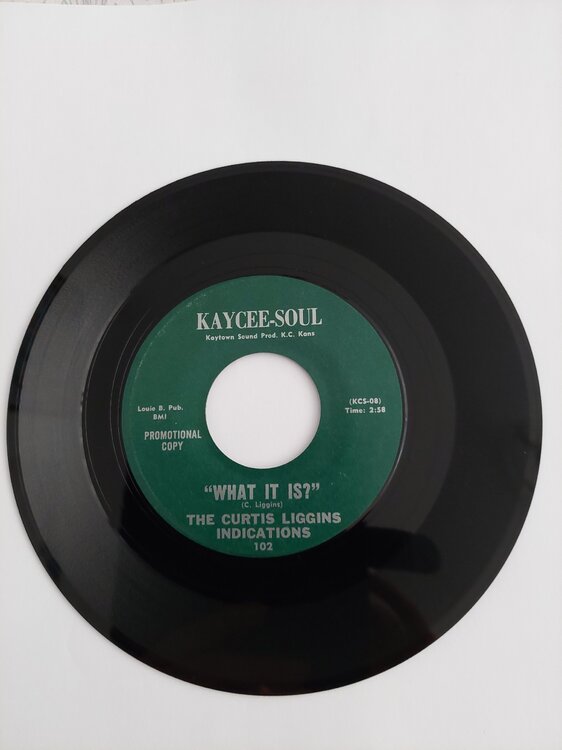 KAYCEE-SOUL
Kaytown Sound Prod. K.C. Kans
Louie B. Pub.
BMI
PROMOTIONAL
COPY
(KCS-08)
Time: 2:58
"WHAT IT IS?"
(C. Liggins)
THE CURTIS LIGGINS
INDICATIONS
102